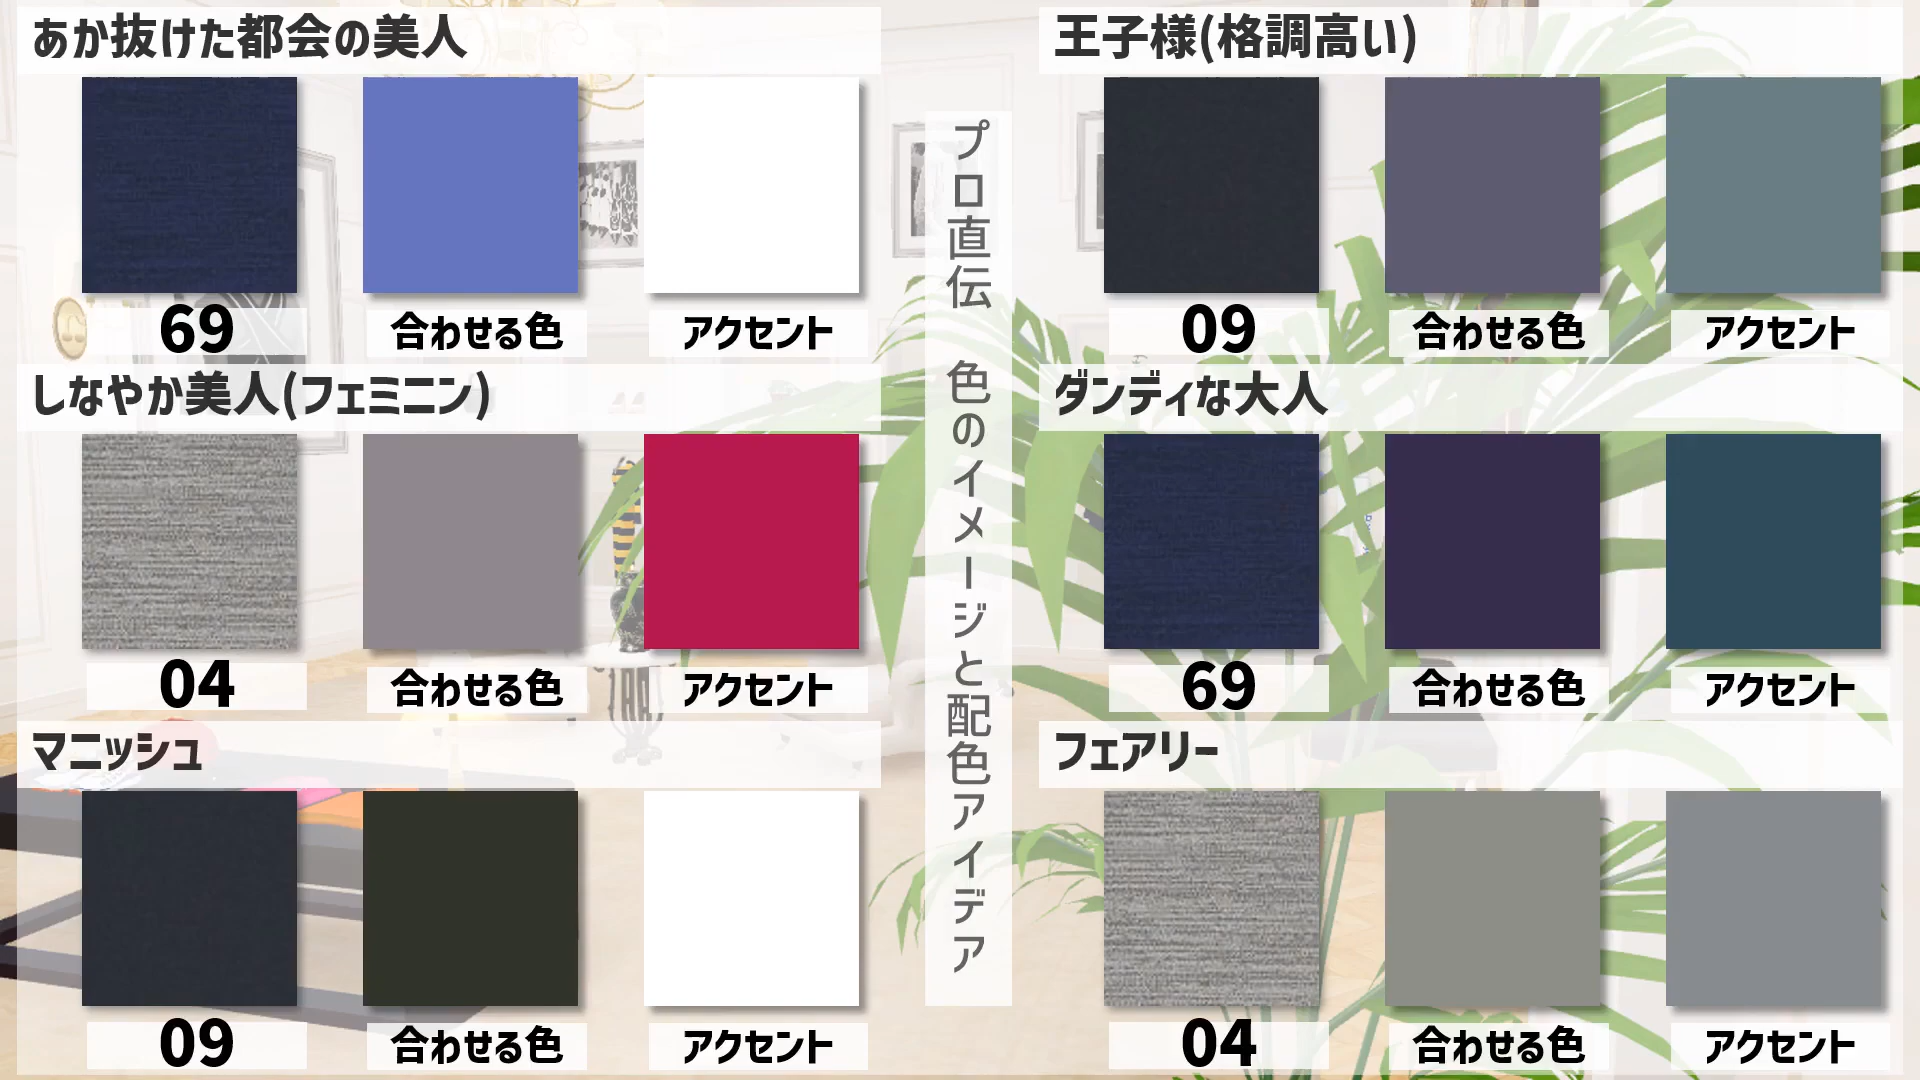 あか抜けた都会の美人
69
合わせる色
アクセント
しなやか美人(フェミニン)
04
合わせる色
アクセント
マニッシュ
09
合わせる色
アクセント
プロ直伝 色のイメージと配色アイデア
王子様(格調高い)
09
合わせる色
アクセント
ダンディな大人
69
合わせる色
アクセント
フェアリー
04
合わせる色
アクセント